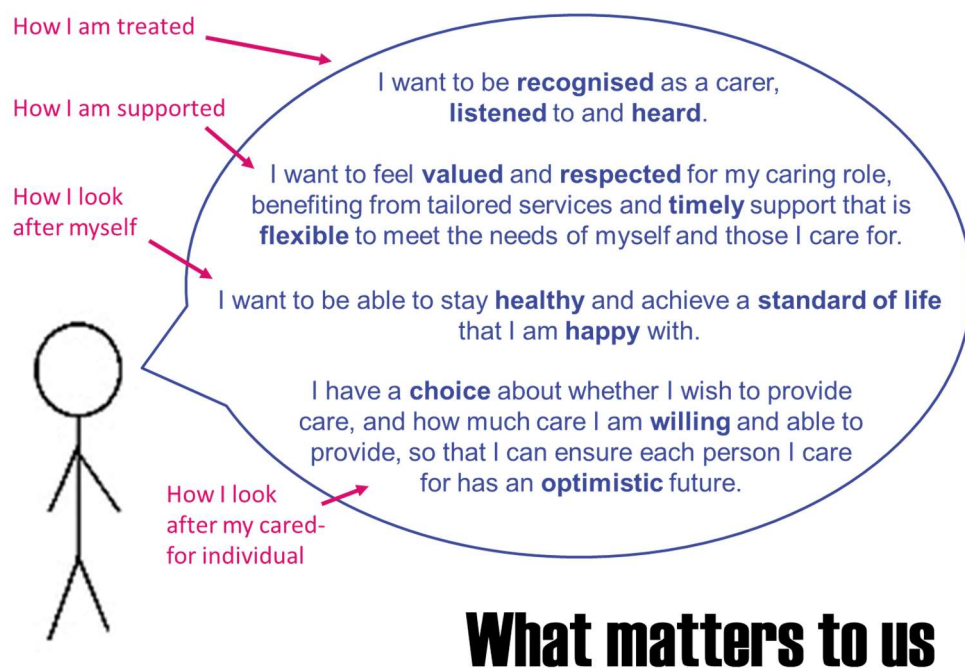 How I am treated
I want to be recognised as a carer,
listened to and heard.
How I am supported
I want to feel valued and respected for my caring role,
benefiting from tailored services and timely support that is
flexible to meet the needs of myself and those I care for.
How I look
after myself
I want to be able to stay healthy and achieve a standard of life
that I am happy with.
I have a choice about whether I wish to provide
care, and how much care I am willing and able to
provide, so that I can ensure each person I care
for has an optimistic future.
How I look
after my cared-
for individual
What matters to us